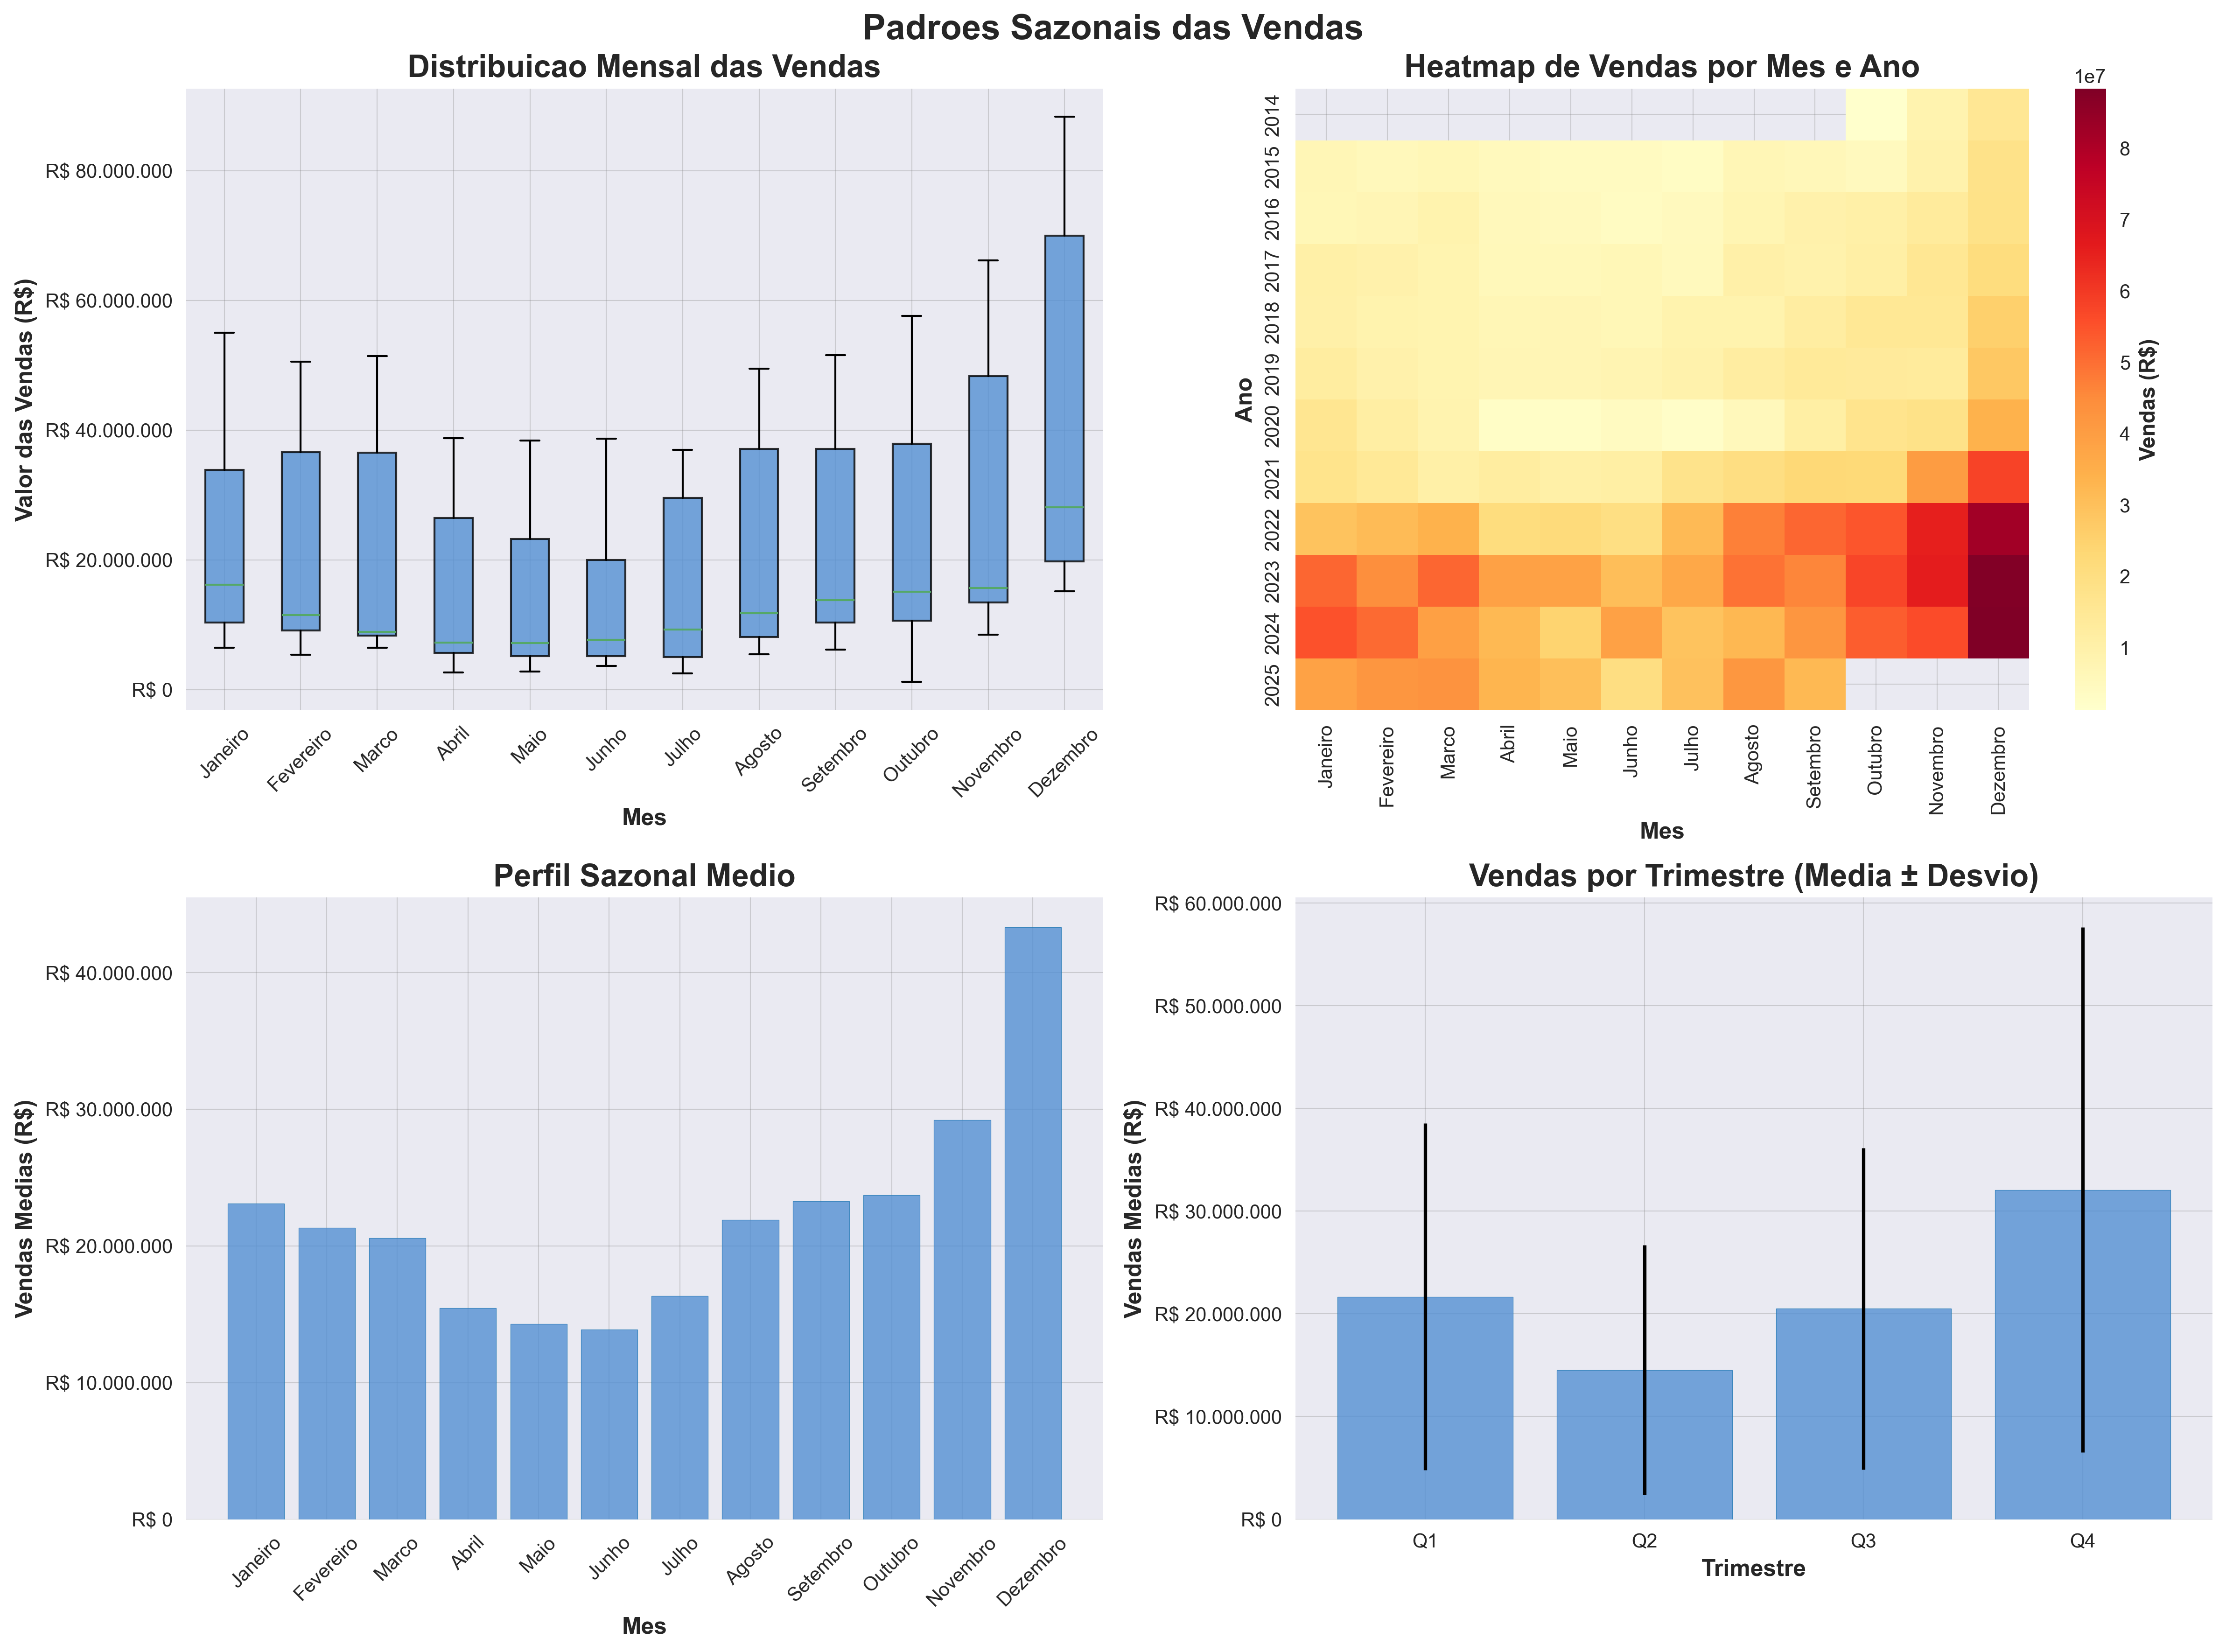 Padroes Sazonais das Vendas
Distribuicao Mensal das Vendas
Valor das Vendas (R$)
R$ 80.000.000
R$ 60.000.000
R$ 40.000.000
R$ 20.000.000
R$ 0
Janeiro
Fevereiro
Marco
Abril
Maio
Junho
Julho
Agosto
Setembro
Outubro
Novembro
Dezembro
Mes
Heatmap de Vendas por Mes e Ano
Ano
2014
2015
2016
2017
2018
2019
2020
2021
2022
2023
2024
2025
Janeiro
Fevereiro
Marco
Abril
Maio
Junho
Julho
Agosto
Setembro
Outubro
Novembro
Dezembro
Mes
1e7
8
7
6
5
4
3
2
1
Vendas (R$)
Perfil Sazonal Medio
Vendas Medias (R$)
R$ 40.000.000
R$ 30.000.000
R$ 20.000.000
R$ 10.000.000
R$ 0
Janeiro
Fevereiro
Marco
Abril
Maio
Junho
Julho
Agosto
Setembro
Outubro
Novembro
Dezembro
Mes
Vendas por Trimestre (Media ± Desvio)
Vendas Medias (R$)
R$ 60.000.000
R$ 50.000.000
R$ 40.000.000
R$ 30.000.000
R$ 20.000.000
R$ 10.000.000
R$ 0
Q1
Q2
Q3
Q4
Trimestre